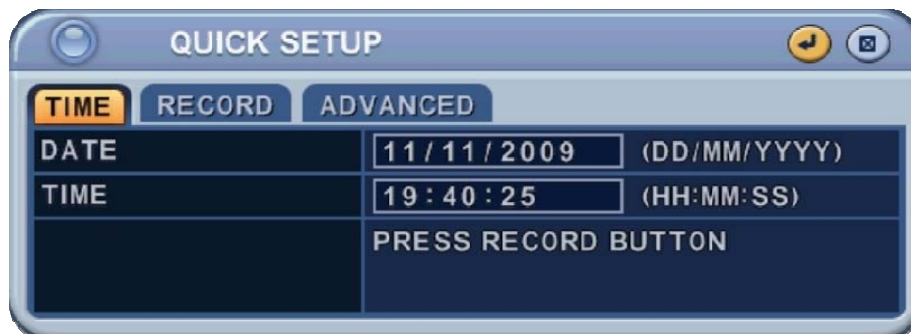 QUICK SETUP
TIME RECORD ADVANCED
DATE 11/11/2009 (DD/MM/YYYY)
TIME 19:40:25 (HH:MM:SS)
PRESS RECORD BUTTON